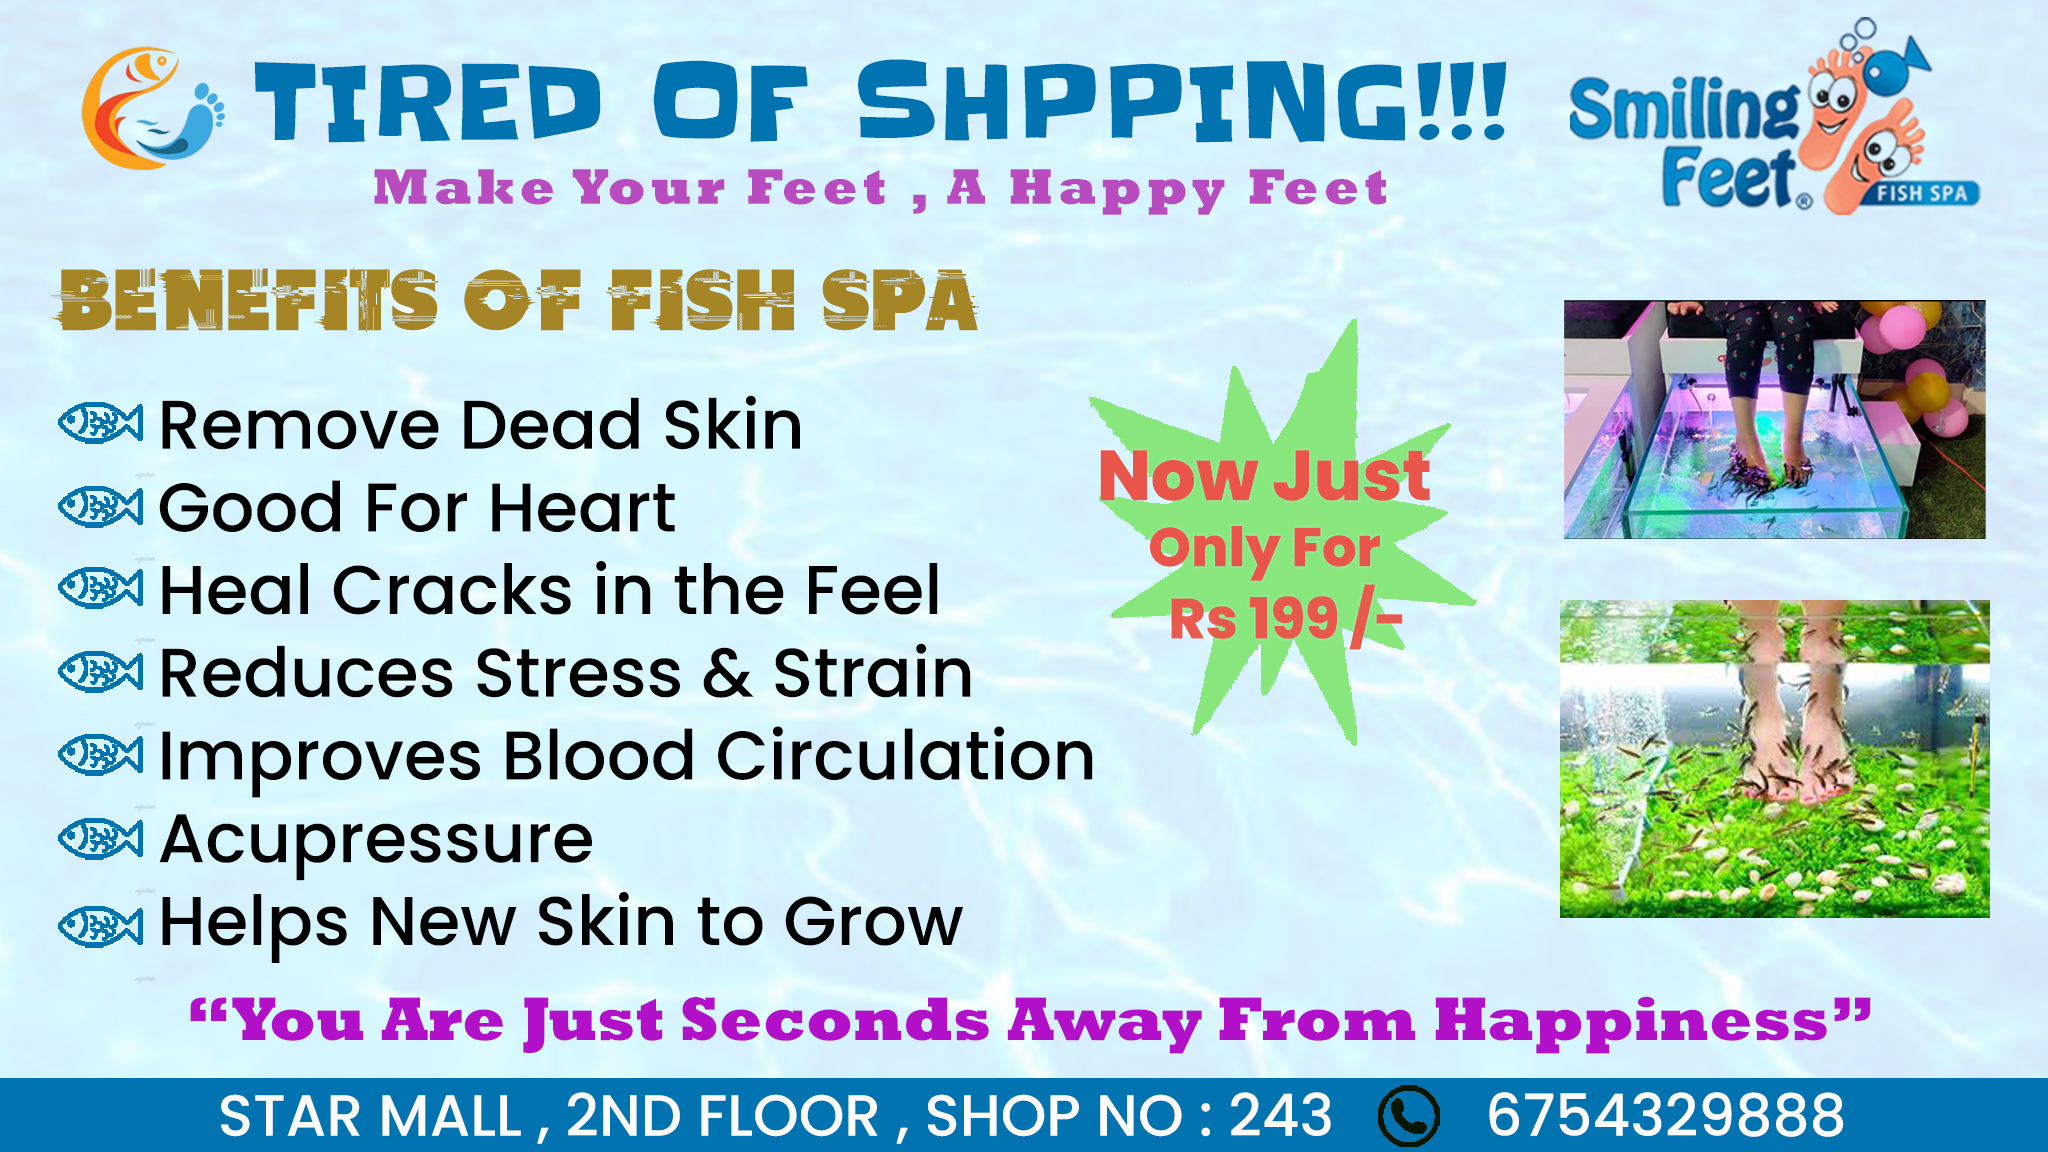 TIRED OF SHPPING!!!
Make Your Feet , A Happy Feet
Smiling
Feet®
FISH SPA
BENEFITS OF FISH SPA
Remove Dead Skin
Good For Heart
Heal Cracks in the Feel
Reduces Stress & Strain
Improves Blood Circulation
Acupressure
Helps New Skin to Grow
Now Just
Only For
Rs 199 /-
“You Are Just Seconds Away From Happiness”
STAR MALL , 2ND FLOOR , SHOP NO : 243 6754329888